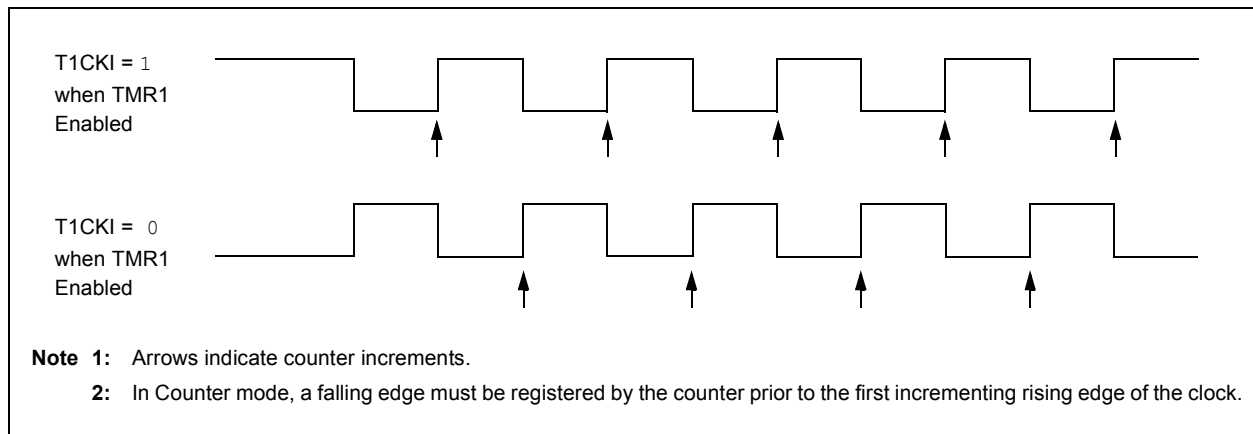 T1CKI = 1
when TMR1
Enabled
T1CKI = 0
when TMR1
Enabled
Note 1: Arrows indicate counter increments.
2: In Counter mode, a falling edge must be registered by the counter prior to the first incrementing rising edge of the clock.